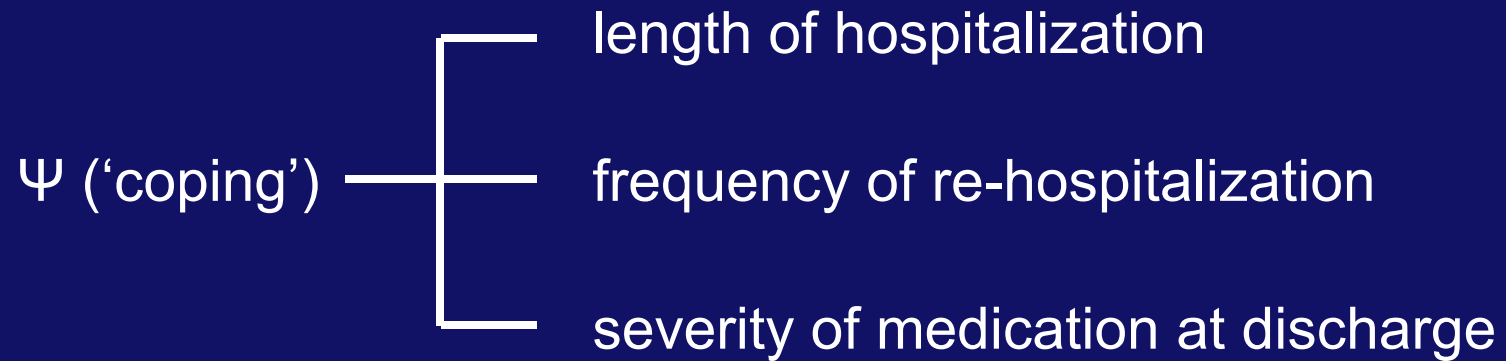 length of hospitalization
Ψ (‘coping’)
frequency of re-hospitalization
severity of medication at discharge